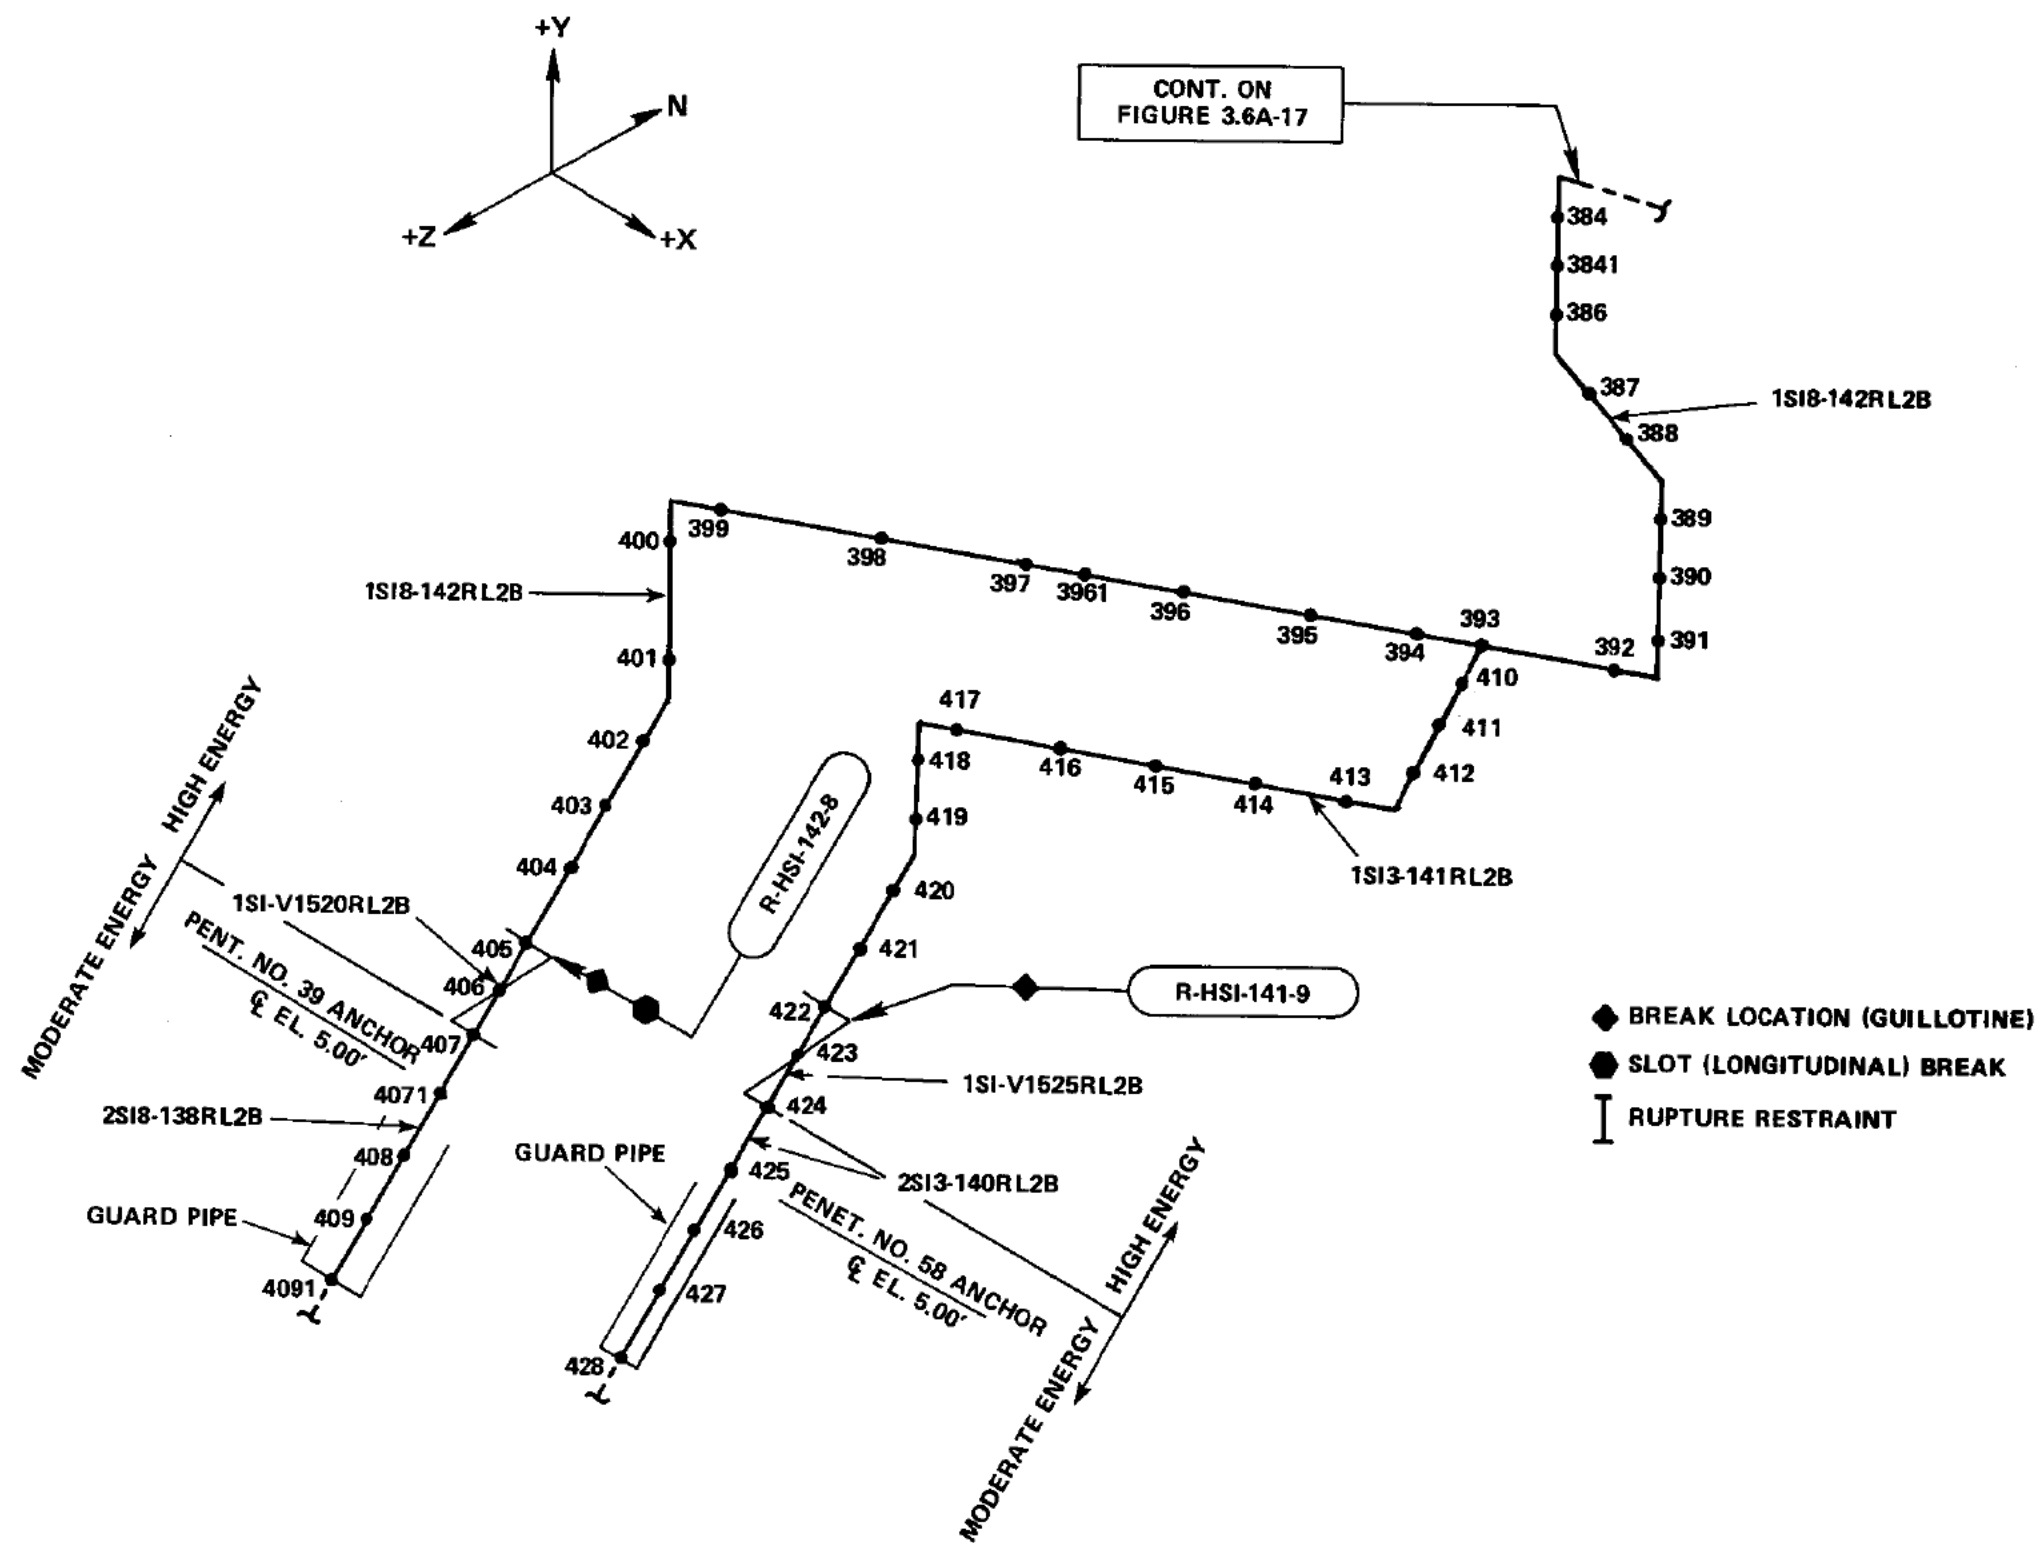 +Y
N
+Z
+X
CONT. ON
FIGURE 3.6A-17
384
3841
386
387
1SI8-142RL2B
388
389
390
391
392
393
394
395
396
3961
397
398
399
400
1SI8-142RL2B
401
402
403
404
405
406
407
4071
408
409
4091
410
411
412
413
414
415
416
417
418
419
420
421
422
423
424
425
426
427
428
1SI3-141RL2B
R-HSI-142-8
R-HSI-141-9
HIGH ENERGY
MODERATE ENERGY
1SI-V1520RL2B
PENT. NO. 39 ANCHOR
℄ EL. 5.00'
2SI8-138RL2B
GUARD PIPE
GUARD PIPE
1SI-V1525RL2B
2SI3-140RL2B
PENET. NO. 58 ANCHOR
℄ EL. 5.00'
HIGH ENERGY
MODERATE ENERGY
BREAK LOCATION (GUILLOTINE)
SLOT (LONGITUDINAL) BREAK
RUPTURE RESTRAINT